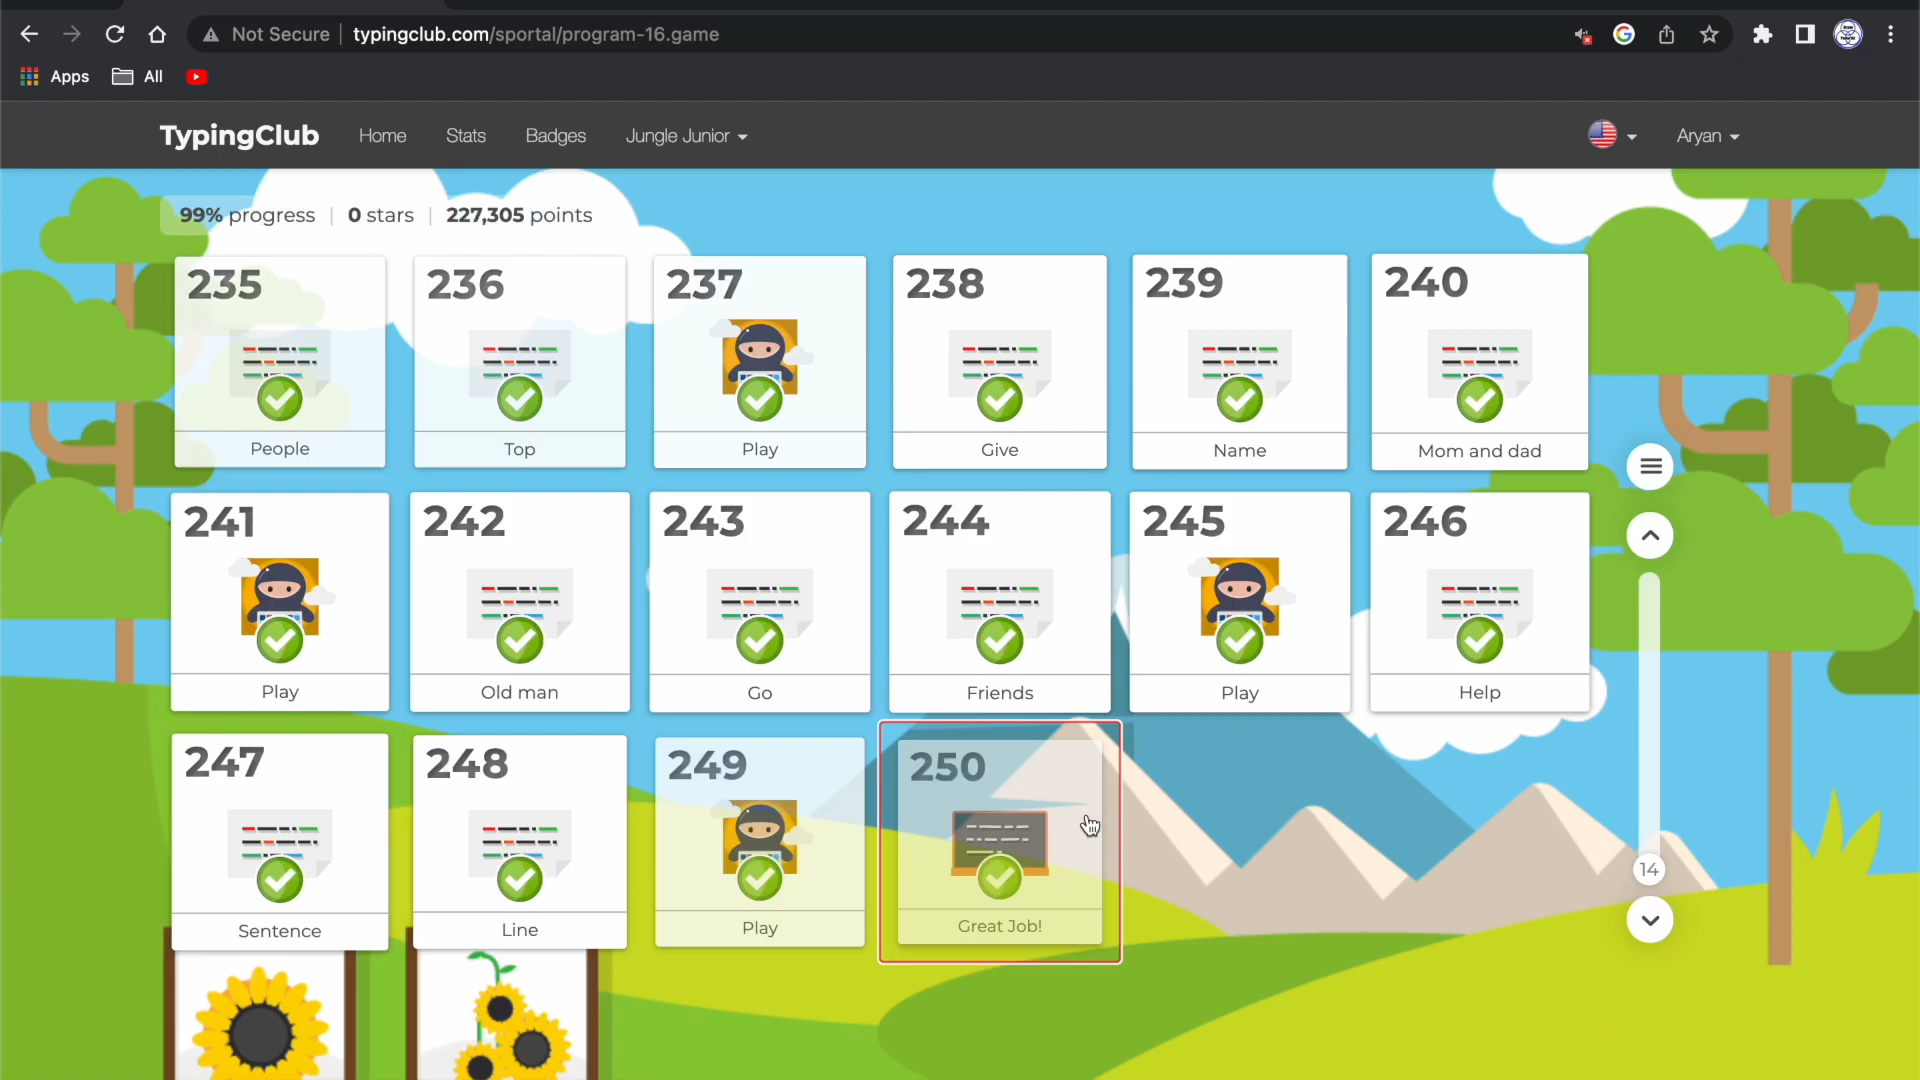 Not Secure typingclub.com/sportal/program-16.game
Apps All
TypingClub Home Stats Badges Jungle Junior Aryan
99% progress 0 stars 227,305 points
235 236 237 238 239 240
People Top Play Give Name Mom and dad
241 242 243 244 245 246
Play Old man Go Friends Play Help
247 248 249 250
14
Sentence Line Play Great Job!